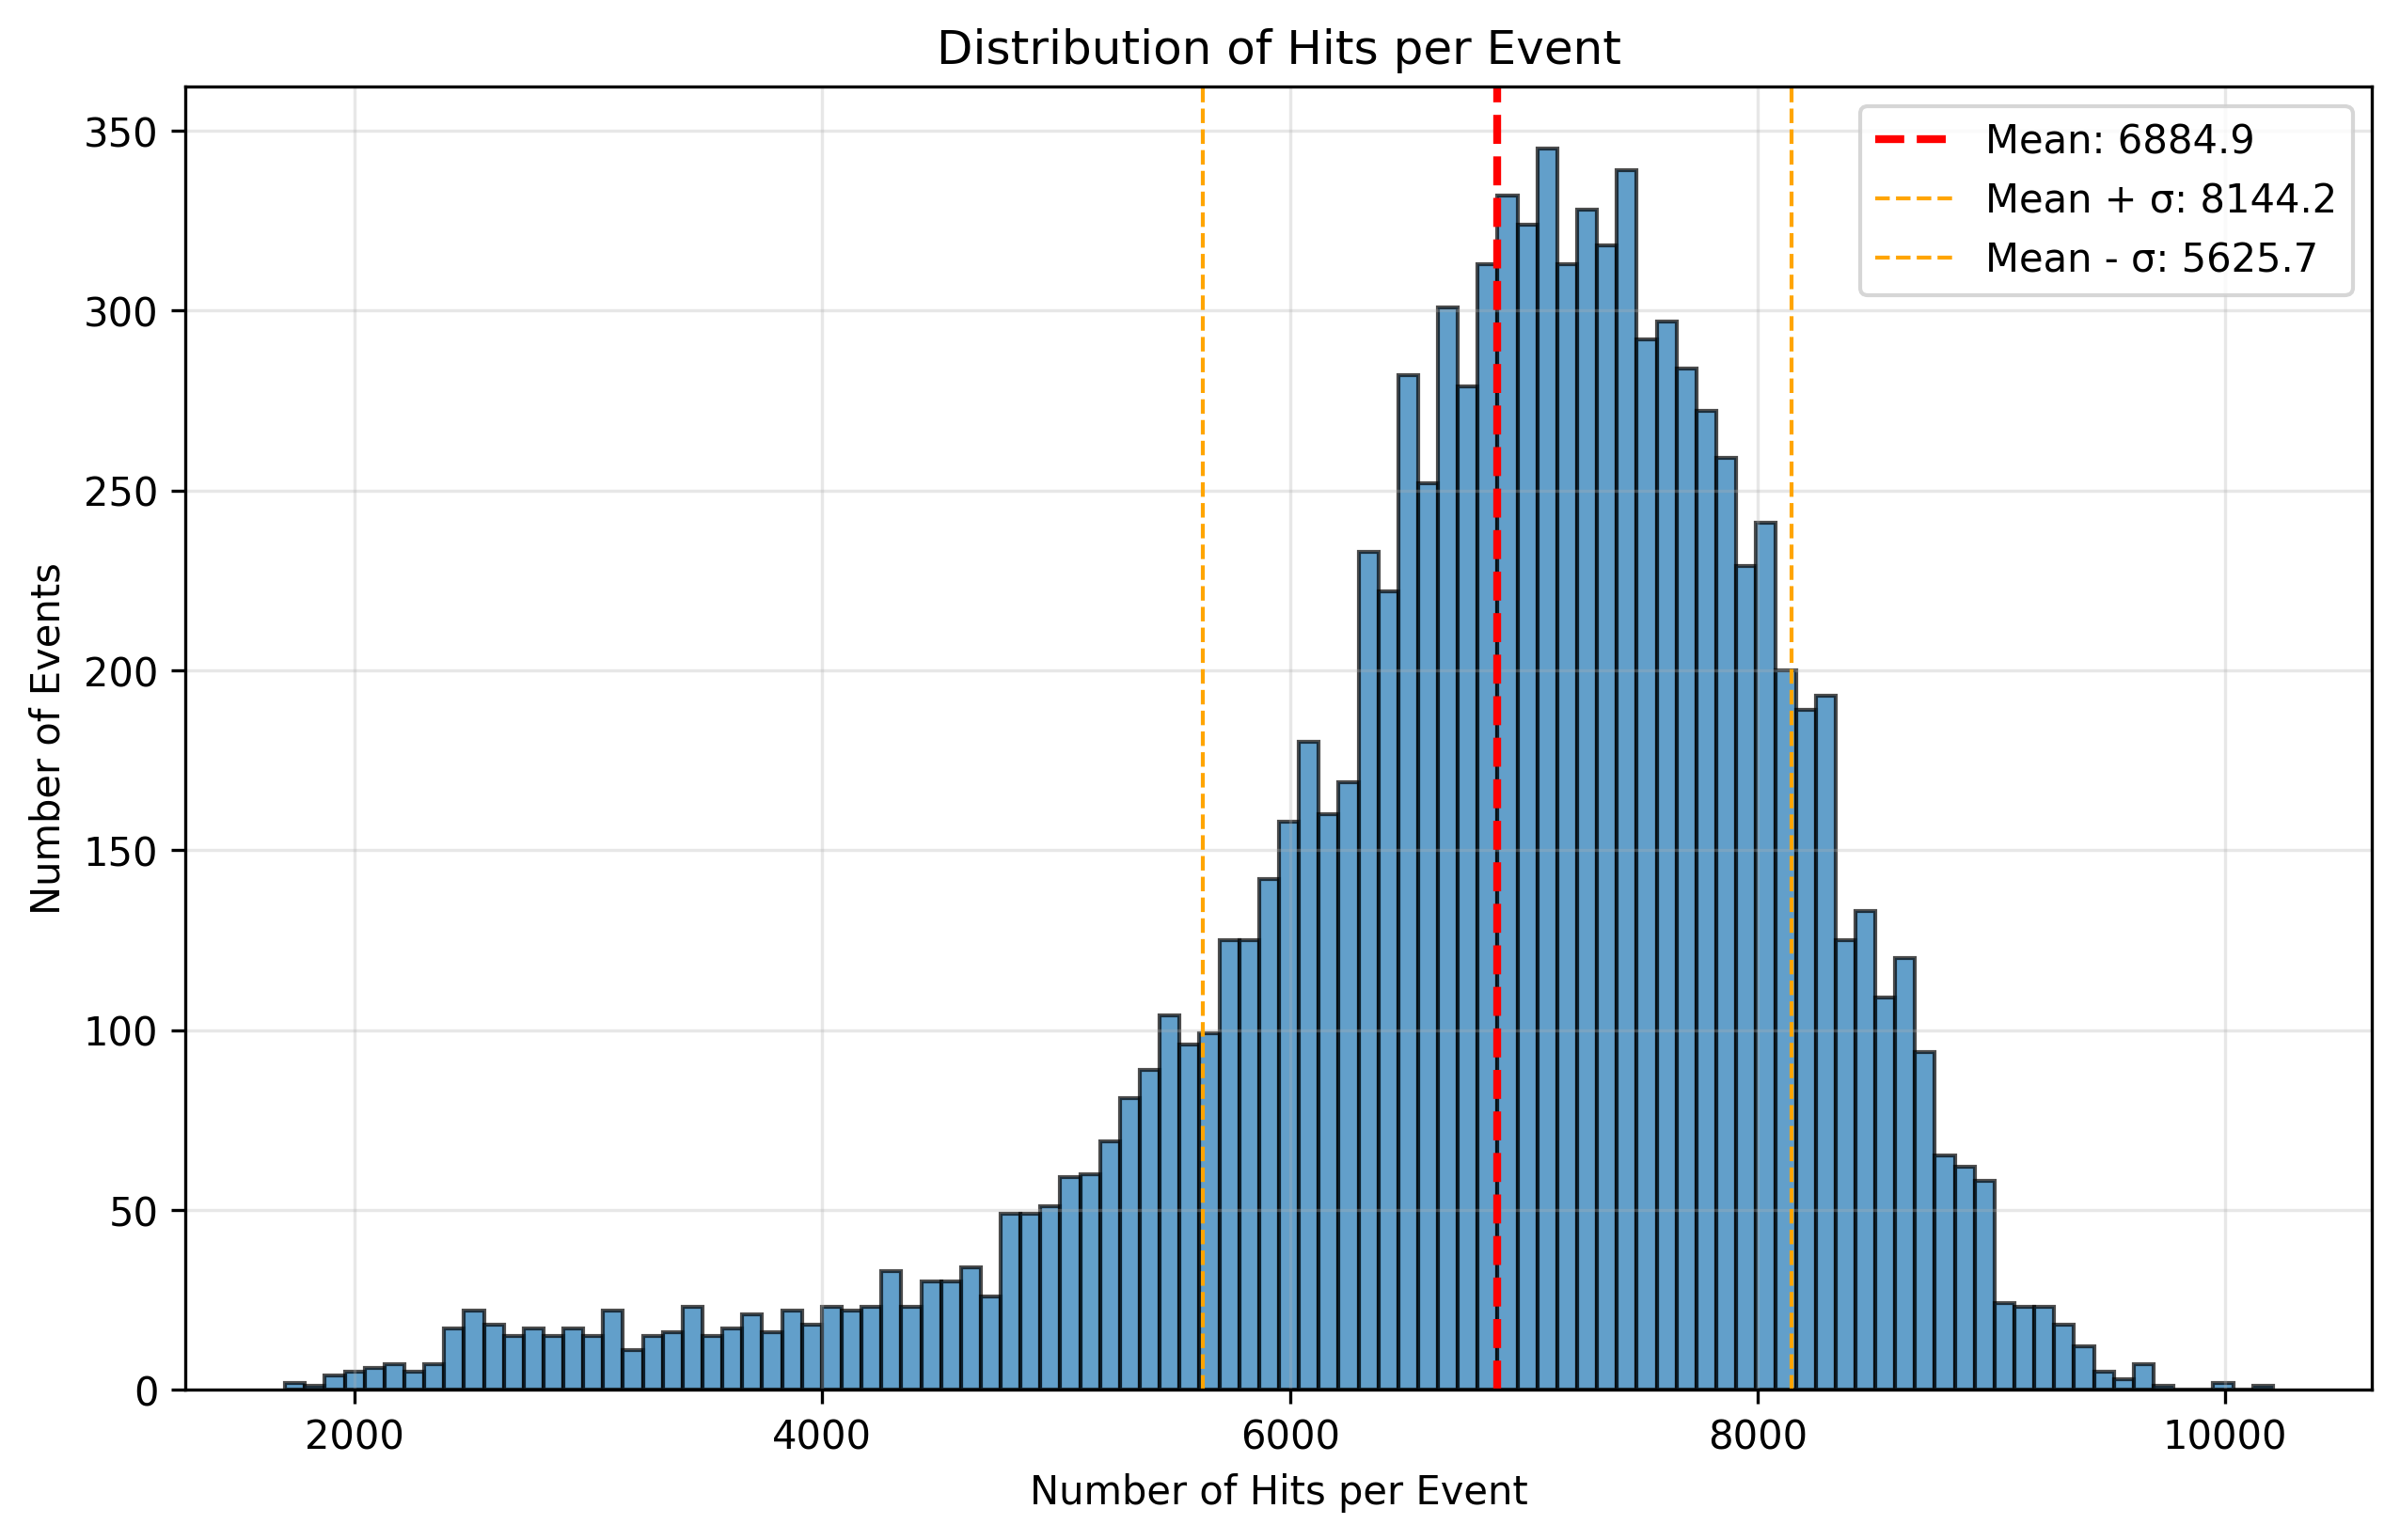 Distribution of Hits per Event
Mean: 6884.9
Mean + σ: 8144.2
Mean - σ: 5625.7
350
300
250
200
150
100
50
0
Number of Events
2000 4000 6000 8000 10000
Number of Hits per Event